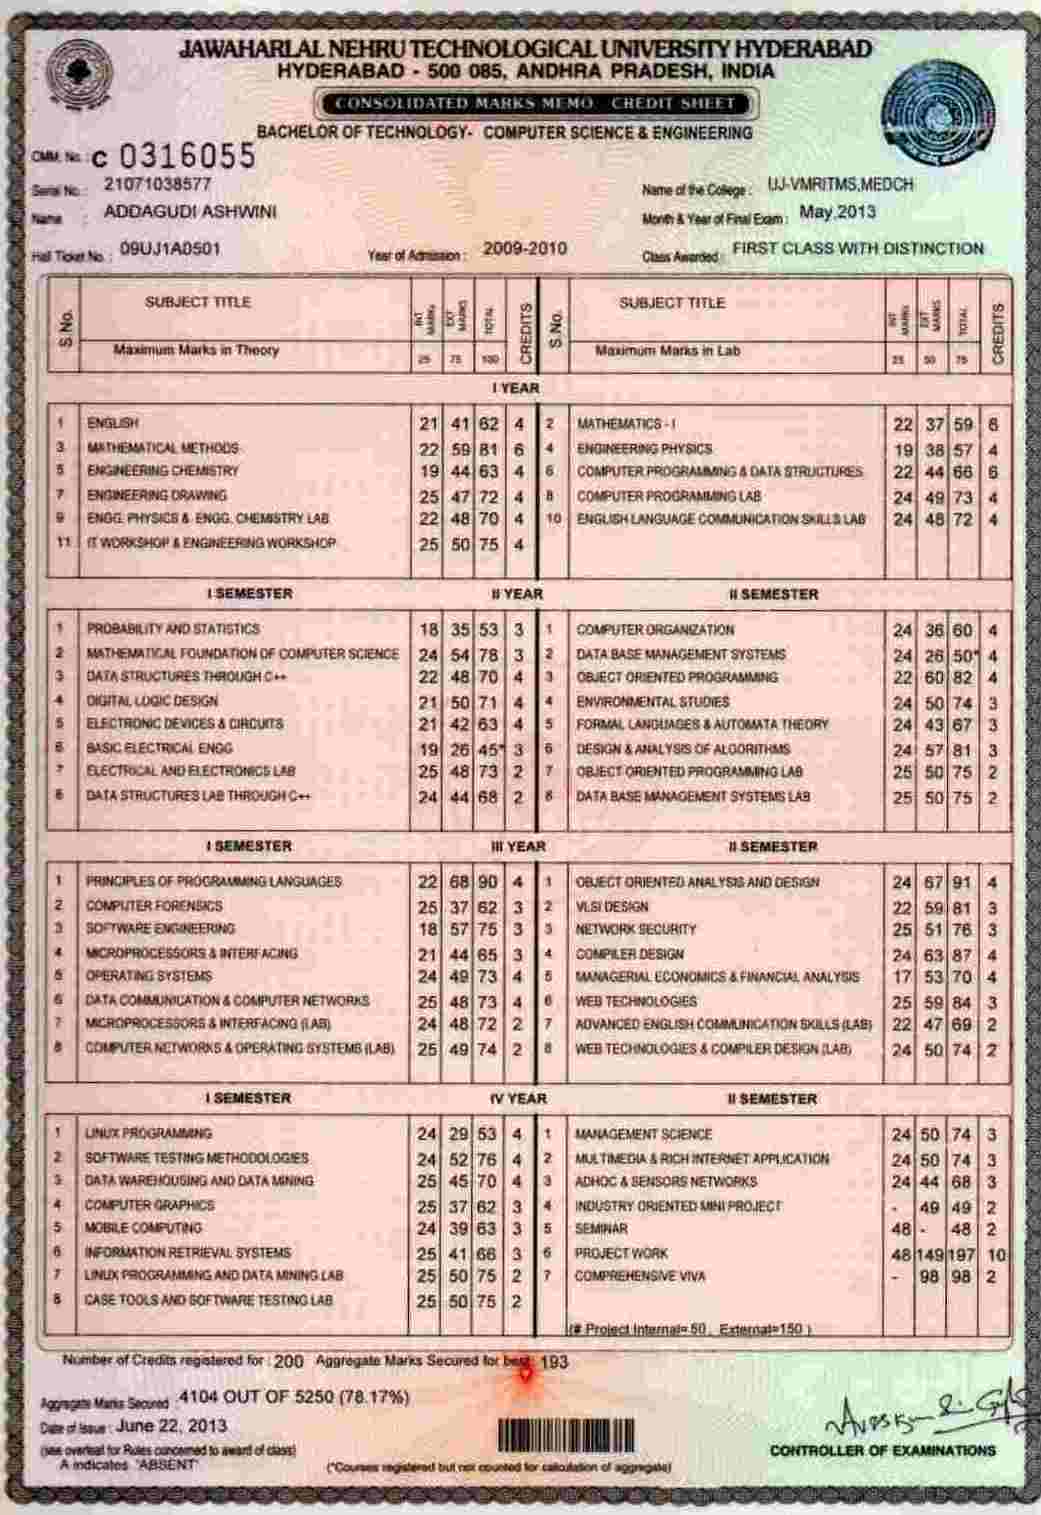 JAWAHARLAL NEHRU TECHNOLOGICAL UNIVERSITY HYDERABAD
HYDERABAD - 500 085, ANDHRA PRADESH, INDIA
CONSOLIDATED MARKS MEMO CREDIT SHEET
BACHELOR OF TECHNOLOGY- COMPUTER SCIENCE & ENGINEERING
CMM. No. : C 0316055
Serial No. : 21071038577 Name of the College : UJ-VMRITMS,MEDCH
Name : ADDAGUDI ASHWINI Month & Year of Final Exam : May,2013
Hall Ticket No. : 09UJ1A0501 Year of Admission : 2009-2010 Class Awarded : FIRST CLASS WITH DISTINCTION
S.No. SUBJECT TITLE INT MARKS EXT MARKS TOTAL CREDITS S.No. SUBJECT TITLE INT MARKS EXT MARKS TOTAL CREDITS
Maximum Marks in Theory 25 75 100 Maximum Marks in Lab 25 50 75
I YEAR
1 ENGLISH 21 41 62 4 2 MATHEMATICS - I 22 37 59 6
3 MATHEMATICAL METHODS 22 59 81 6 4 ENGINEERING PHYSICS 19 38 57 4
5 ENGINEERING CHEMISTRY 19 44 63 4 6 COMPUTER PROGRAMMING & DATA STRUCTURES 22 44 66 6
7 ENGINEERING DRAWING 25 47 72 4 8 COMPUTER PROGRAMMING LAB 24 49 73 4
9 ENGG. PHYSICS & ENGG. CHEMISTRY LAB 22 48 70 4 10 ENGLISH LANGUAGE COMMUNICATION SKILLS LAB 24 48 72 4
11 IT WORKSHOP & ENGINEERING WORKSHOP 25 50 75 4
I SEMESTER II YEAR II SEMESTER
1 PROBABILITY AND STATISTICS 18 35 53 3 1 COMPUTER ORGANIZATION 24 36 60 4
2 MATHEMATICAL FOUNDATION OF COMPUTER SCIENCE 24 54 78 3 2 DATA BASE MANAGEMENT SYSTEMS 24 26 50* 4
3 DATA STRUCTURES THROUGH C++ 22 48 70 4 3 OBJECT ORIENTED PROGRAMMING 22 60 82 4
4 DIGITAL LOGIC DESIGN 21 50 71 4 4 ENVIRONMENTAL STUDIES 24 50 74 3
5 ELECTRONIC DEVICES & CIRCUITS 21 42 63 4 5 FORMAL LANGUAGES & AUTOMATA THEORY 24 43 67 3
6 BASIC ELECTRICAL ENGG 19 26 45* 3 6 DESIGN & ANALYSIS OF ALGORITHMS 24 57 81 3
7 ELECTRICAL AND ELECTRONICS LAB 25 48 73 2 7 OBJECT ORIENTED PROGRAMMING LAB 25 50 75 2
8 DATA STRUCTURES LAB THROUGH C++ 24 44 68 2 8 DATA BASE MANAGEMENT SYSTEMS LAB 25 50 75 2
I SEMESTER III YEAR II SEMESTER
1 PRINCIPLES OF PROGRAMMING LANGUAGES 22 68 90 4 1 OBJECT ORIENTED ANALYSIS AND DESIGN 24 67 91 4
2 COMPUTER FORENSICS 25 37 62 3 2 VLSI DESIGN 22 59 81 3
3 SOFTWARE ENGINEERING 18 57 75 3 3 NETWORK SECURITY 25 51 76 3
4 MICROPROCESSORS & INTERFACING 21 44 65 3 4 COMPILER DESIGN 24 63 87 4
5 OPERATING SYSTEMS 24 49 73 4 5 MANAGERIAL ECONOMICS & FINANCIAL ANALYSIS 17 53 70 4
6 DATA COMMUNICATION & COMPUTER NETWORKS 25 48 73 4 6 WEB TECHNOLOGIES 25 59 84 3
7 MICROPROCESSORS & INTERFACING (LAB) 24 48 72 2 7 ADVANCED ENGLISH COMMUNICATION SKILLS (LAB) 22 47 69 2
8 COMPUTER NETWORKS & OPERATING SYSTEMS (LAB) 25 49 74 2 8 WEB TECHNOLOGIES & COMPILER DESIGN (LAB) 24 50 74 2
I SEMESTER IV YEAR II SEMESTER
1 LINUX PROGRAMMING 24 29 53 4 1 MANAGEMENT SCIENCE 24 50 74 3
2 SOFTWARE TESTING METHODOLOGIES 24 52 76 4 2 MULTIMEDIA & RICH INTERNET APPLICATION 24 50 74 3
3 DATA WAREHOUSING AND DATA MINING 25 45 70 4 3 ADHOC & SENSORS NETWORKS 24 44 68 3
4 COMPUTER GRAPHICS 25 37 62 3 4 INDUSTRY ORIENTED MINI PROJECT - 49 49 2
5 MOBILE COMPUTING 24 39 63 3 5 SEMINAR 48 - 48 2
6 INFORMATION RETRIEVAL SYSTEMS 25 41 66 3 6 PROJECT WORK 48 149 197 10
7 LINUX PROGRAMMING AND DATA MINING LAB 25 50 75 2 7 COMPREHENSIVE VIVA - 98 98 2
8 CASE TOOLS AND SOFTWARE TESTING LAB 25 50 75 2
(# Project Internal= 50 , External=150 )
Number of Credits registered for : 200 Aggregate Marks Secured for best 193
Aggregate Marks Secured : 4104 OUT OF 5250 (78.17%)
Date of Issue : June 22, 2013
(see overleaf for Rules concerned to award of class)
A indicates 'ABSENT'
(*Courses registered but not counted for calculation of aggregate)
CONTROLLER OF EXAMINATIONS